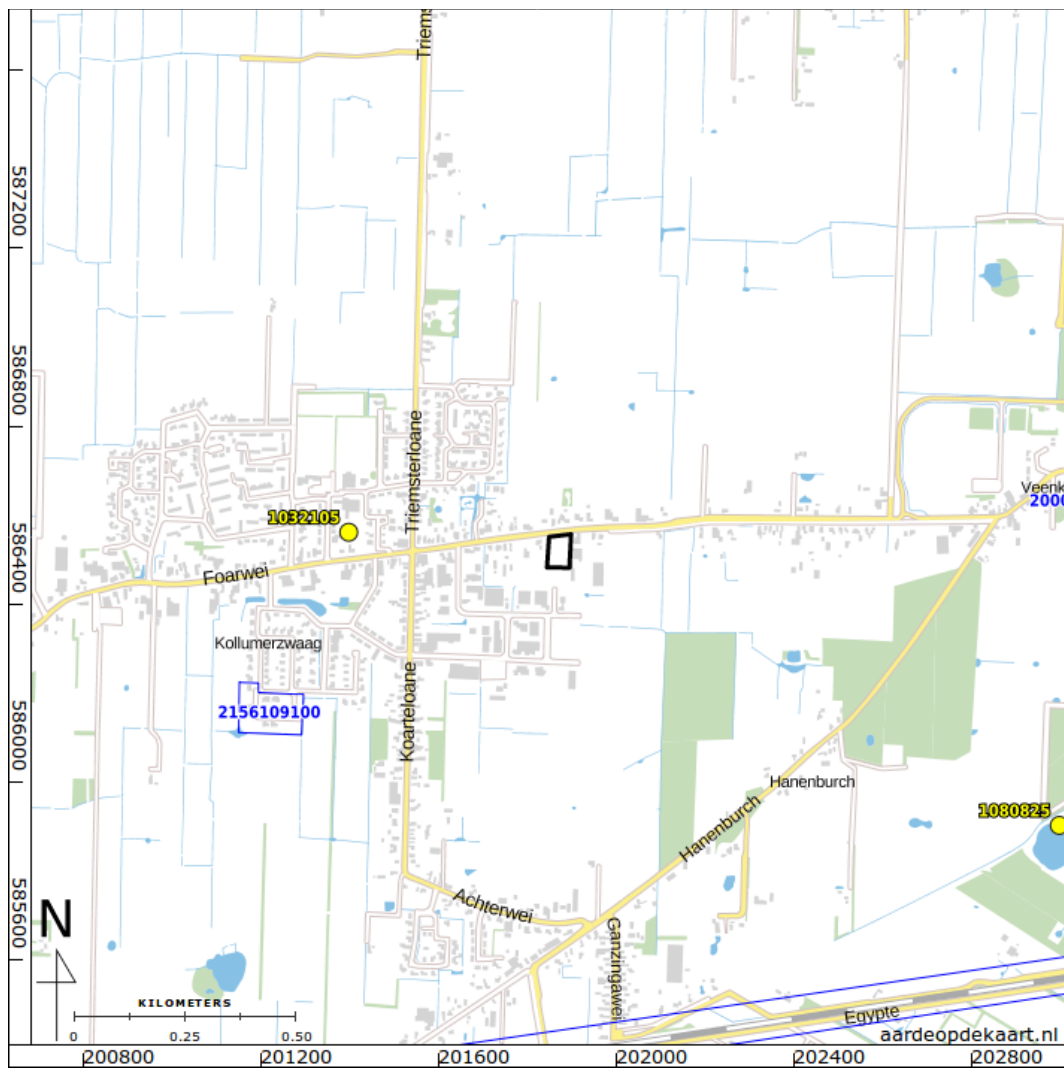 Triems
587200
586800
Triemsterloane
Veenk
2000
1032105
586400
Foarwei
Kollumerzwaag
2156109100
Koarteloane
586000
Hanenburch
1080825
Hanenburch
Achterwei
585600
N
Ganzingawei
KILOMETERS
0 0.25 0.50
Egypte
aardeopdekaart.nl
200800 201200 201600 202000 202400 202800